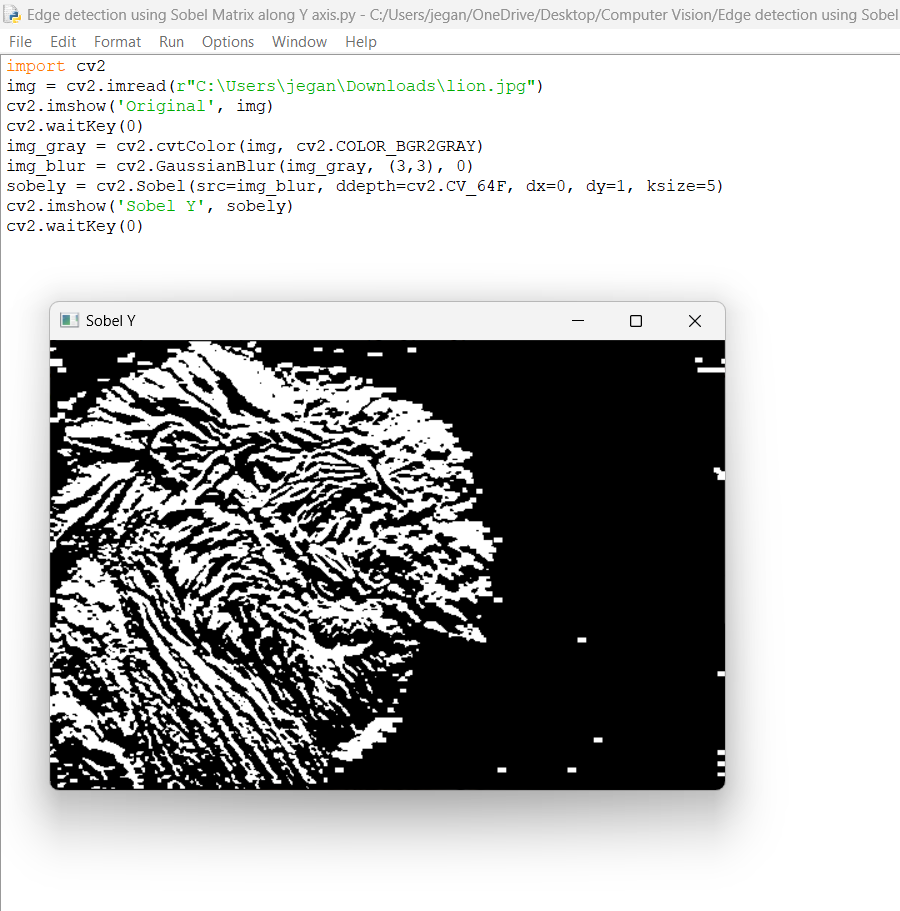 Edge detection using Sobel Matrix along Y axis.py - C:/Users/jegan/OneDrive/Desktop/Computer Vision/Edge detection using Sobel
File Edit Format Run Options Window Help
import cv2
img = cv2.imread(r"C:\Users\jegan\Downloads\lion.jpg")
cv2.imshow('Original', img)
cv2.waitKey(0)
img_gray = cv2.cvtColor(img, cv2.COLOR_BGR2GRAY)
img_blur = cv2.GaussianBlur(img_gray, (3,3), 0)
sobely = cv2.Sobel(src=img_blur, ddepth=cv2.CV_64F, dx=0, dy=1, ksize=5)
cv2.imshow('Sobel Y', sobely)
cv2.waitKey(0)
Sobel Y